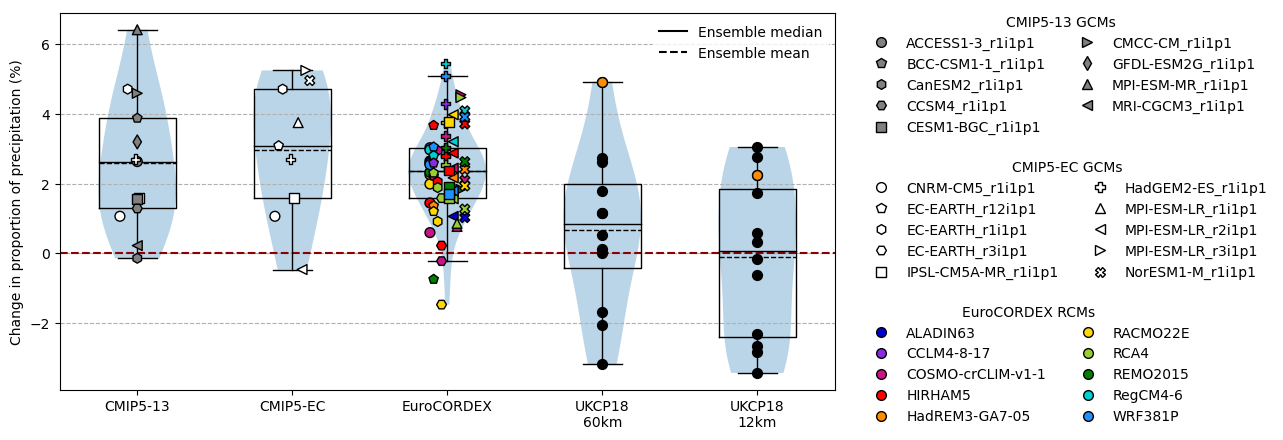 Change in proportion of precipitation (%)
6
4
2
0
−2
Ensemble median
Ensemble mean
CMIP5-13
CMIP5-EC
EuroCORDEX
UKCP18
60km
UKCP18
12km
CMIP5-13 GCMs
ACCESS1-3_r1i1p1
BCC-CSM1-1_r1i1p1
CanESM2_r1i1p1
CCSM4_r1i1p1
CESM1-BGC_r1i1p1
CMCC-CM_r1i1p1
GFDL-ESM2G_r1i1p1
MPI-ESM-MR_r1i1p1
MRI-CGCM3_r1i1p1
CMIP5-EC GCMs
CNRM-CM5_r1i1p1
EC-EARTH_r12i1p1
EC-EARTH_r1i1p1
EC-EARTH_r3i1p1
IPSL-CM5A-MR_r1i1p1
HadGEM2-ES_r1i1p1
MPI-ESM-LR_r1i1p1
MPI-ESM-LR_r2i1p1
MPI-ESM-LR_r3i1p1
NorESM1-M_r1i1p1
EuroCORDEX RCMs
ALADIN63
CCLM4-8-17
COSMO-crCLIM-v1-1
HIRHAM5
HadREM3-GA7-05
RACMO22E
RCA4
REMO2015
RegCM4-6
WRF381P